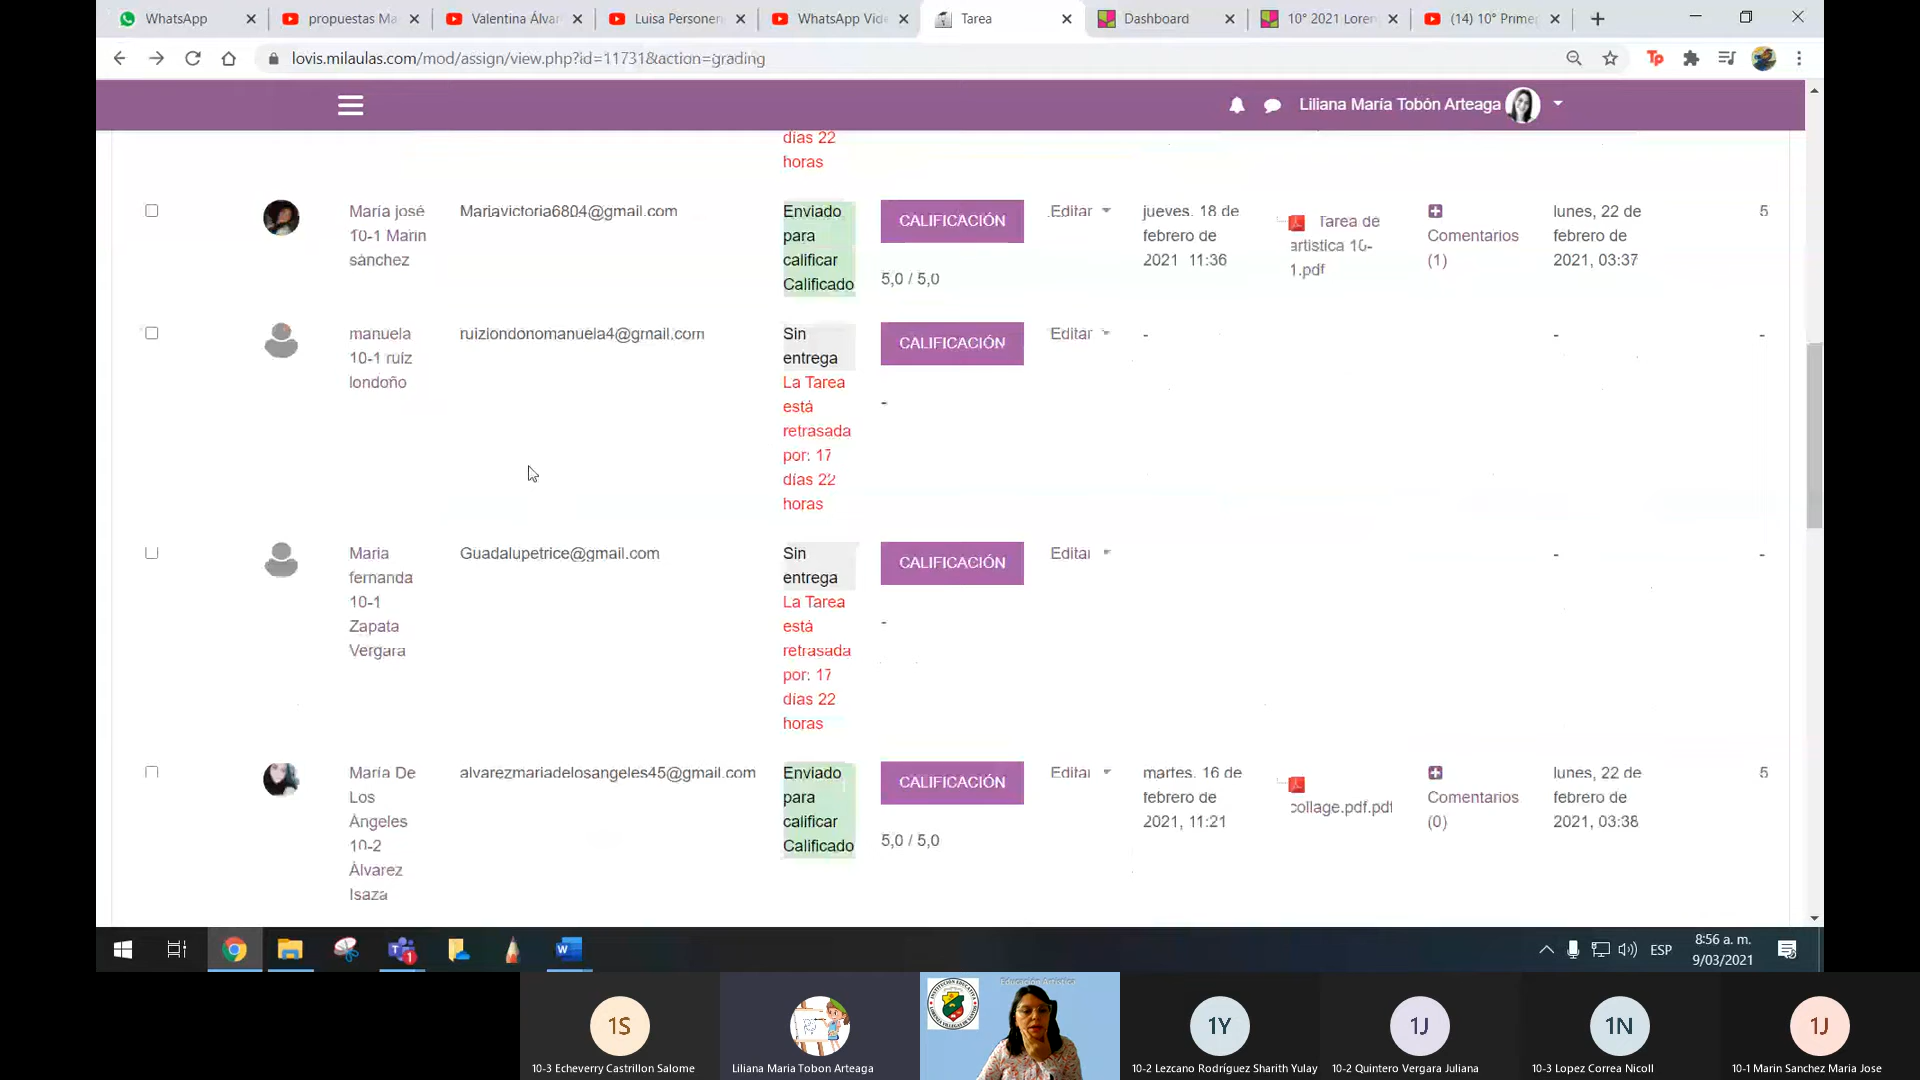 WhatsApp
propuestas Ma
Valentina Álvar
Luisa Personer
WhatsApp Vide
Tarea
Dashboard
10° 2021 Loren
(14) 10° Prime
lovis.milaulas.com/mod/assign/view.php?id=11731&action=grading
Liliana María Tobón Arteaga
días 22
horas
María josé
10-1 Marin
sánchez
Mariavictoria6804@gmail.com
Enviado
para
calificar
Calificado
CALIFICACIÓN
5,0 / 5,0
Editar
jueves, 18 de
febrero de
2021, 11:36
Tarea de
artistica 10-
1.pdf
Comentarios
(1)
lunes, 22 de
febrero de
2021, 03:37
5
manuela
10-1 ruiz
londoño
ruizlondonomanuela4@gmail.com
Sin
entrega
La Tarea
está
retrasada
por: 17
días 22
horas
CALIFICACIÓN
-
Editar
-
-
-
Maria
fernanda
10-1
Zapata
Vergara
Guadalupetrice@gmail.com
Sin
entrega
La Tarea
está
retrasada
por: 17
días 22
horas
CALIFICACIÓN
-
Editar
-
-
María De
Los
Ángeles
10-2
Álvarez
Isaza
alvarezmariadelosangeles45@gmail.com
Enviado
para
calificar
Calificado
CALIFICACIÓN
5,0 / 5,0
Editar
martes, 16 de
febrero de
2021, 11:21
collage.pdf.pdf
Comentarios
(0)
lunes, 22 de
febrero de
2021, 03:38
5
ESP
8:56 a. m.
9/03/2021
Educación Artística
1S
1Y
1J
1N
1J
10-3 Echeverry Castrillon Salome
Liliana Maria Tobon Arteaga
10-2 Lezcano Rodríguez Sharith Yulay
10-2 Quintero Vergara Juliana
10-3 Lopez Correa Nicoll
10-1 Marin Sanchez Maria Jose